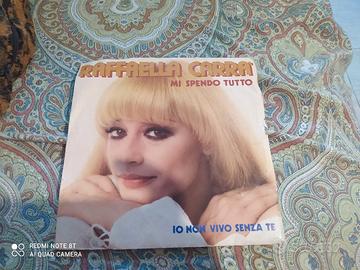 RAFFAELLA CARRA'
MI SPENDO TUTTO
IO NON VIVO SENZA TE
REDMI NOTE 8T
AI QUAD CAMERA